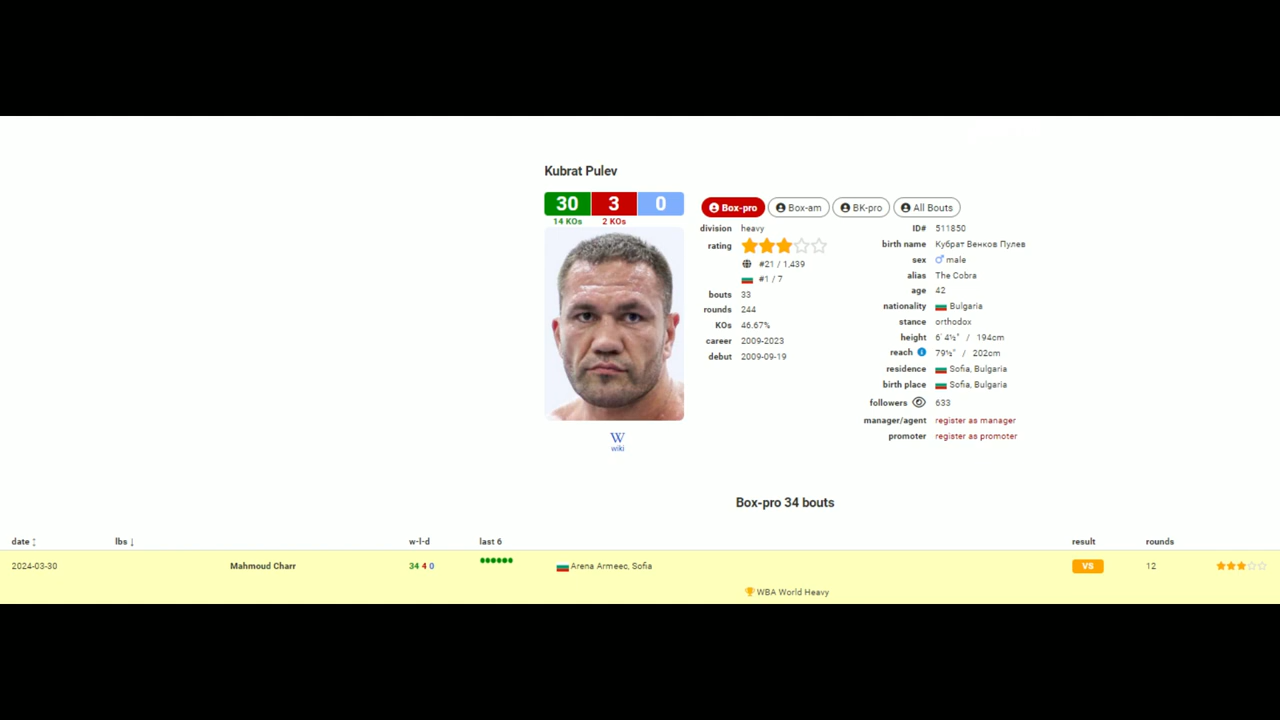 Kubrat Pulev
30 3 0
14 KOs 2 KOs
Box-pro Box-am BK-pro All Bouts
division heavy
rating
#21 / 1,439
#1 / 7
bouts 33
rounds 244
KOs 46.67%
career 2009-2023
debut 2009-09-19
ID# 511850
birth name Кубрат Венков Пулев
sex male
alias The Cobra
age 42
nationality Bulgaria
stance orthodox
height 6′ 4½″ / 194cm
reach 79½″ / 202cm
residence Sofia, Bulgaria
birth place Sofia, Bulgaria
followers 633
manager/agent register as manager
promoter register as promoter
W
wiki
Box-pro 34 bouts
date lbs w-l-d last 6 result rounds
2024-03-30 Mahmoud Charr 34 4 0 Arena Armeec, Sofia VS 12
WBA World Heavy